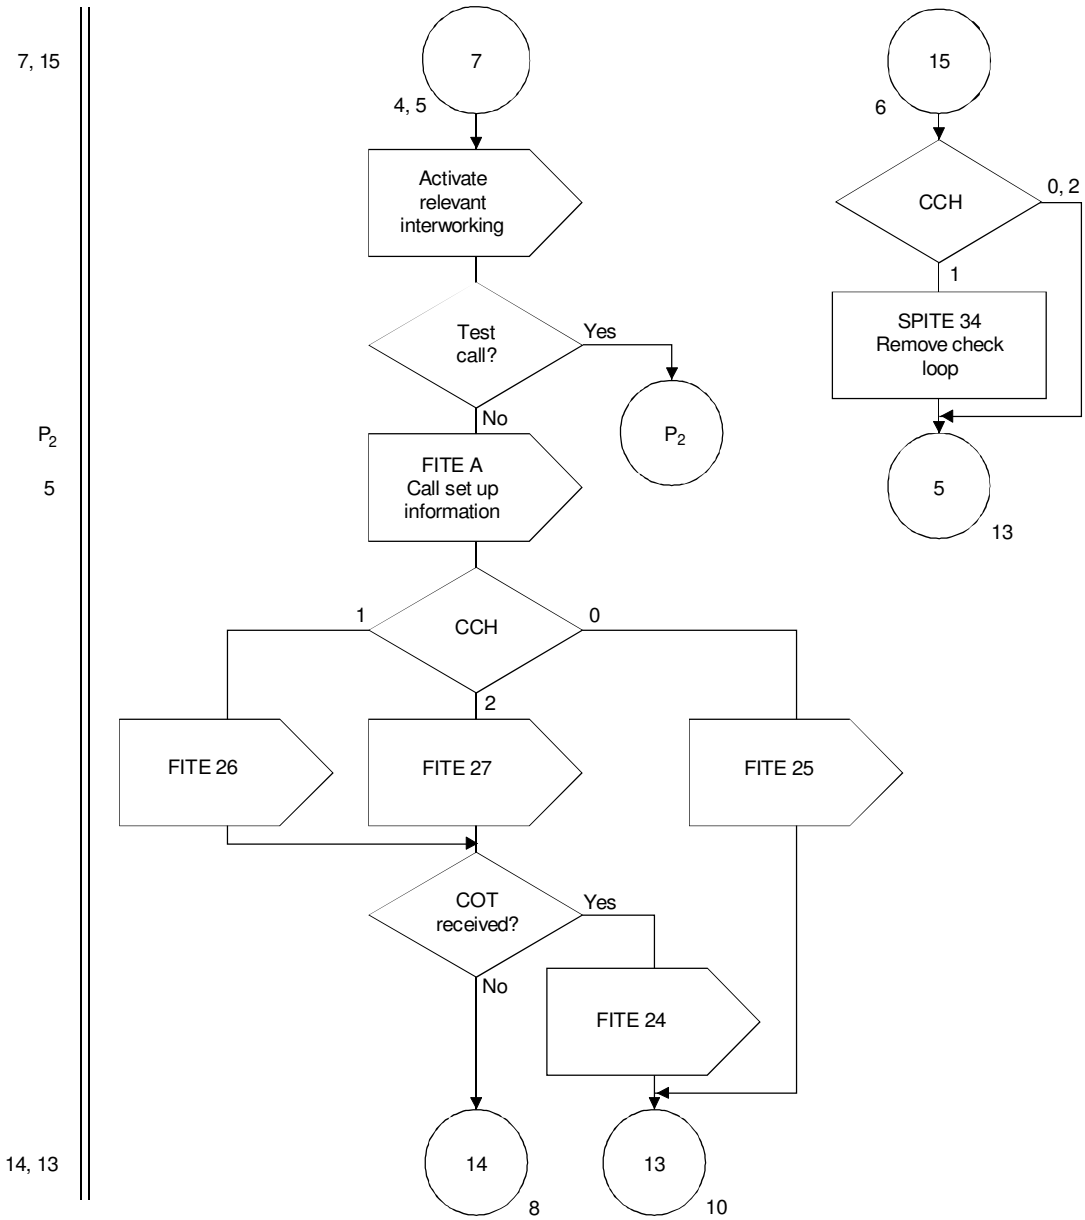 7, 15
7
15
4, 5
6
Activate
relevant
interworking
CCH
0, 2
1
SPITE 34
Remove check
loop
Test
call?
Yes
No
P2
P2
5
FITE A
Call set up
information
5
13
1
CCH
0
2
FITE 26
FITE 27
FITE 25
COT
received?
Yes
No
FITE 24
14, 13
14
13
8
10